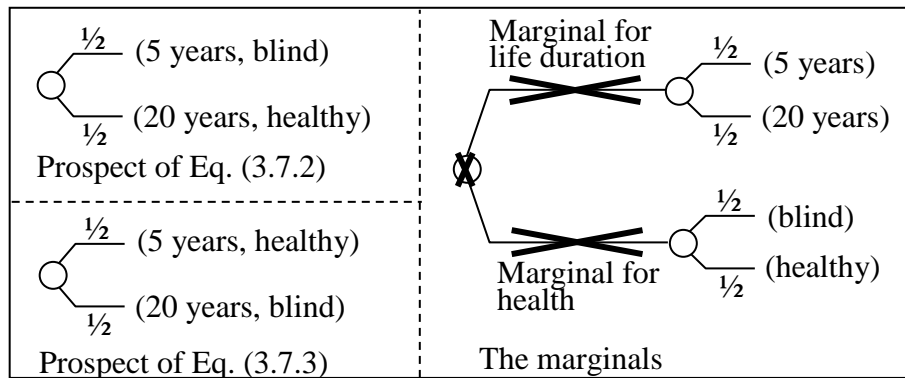 ½
(5 years, blind)
(20 years, healthy)
½
Prospect of Eq. (3.7.2)
½
(5 years, healthy)
(20 years, blind)
½
Prospect of Eq. (3.7.3)
Marginal for
life duration
½
(5 years)
(20 years)
½
½
(blind)
(healthy)
½
Marginal for
health
The marginals